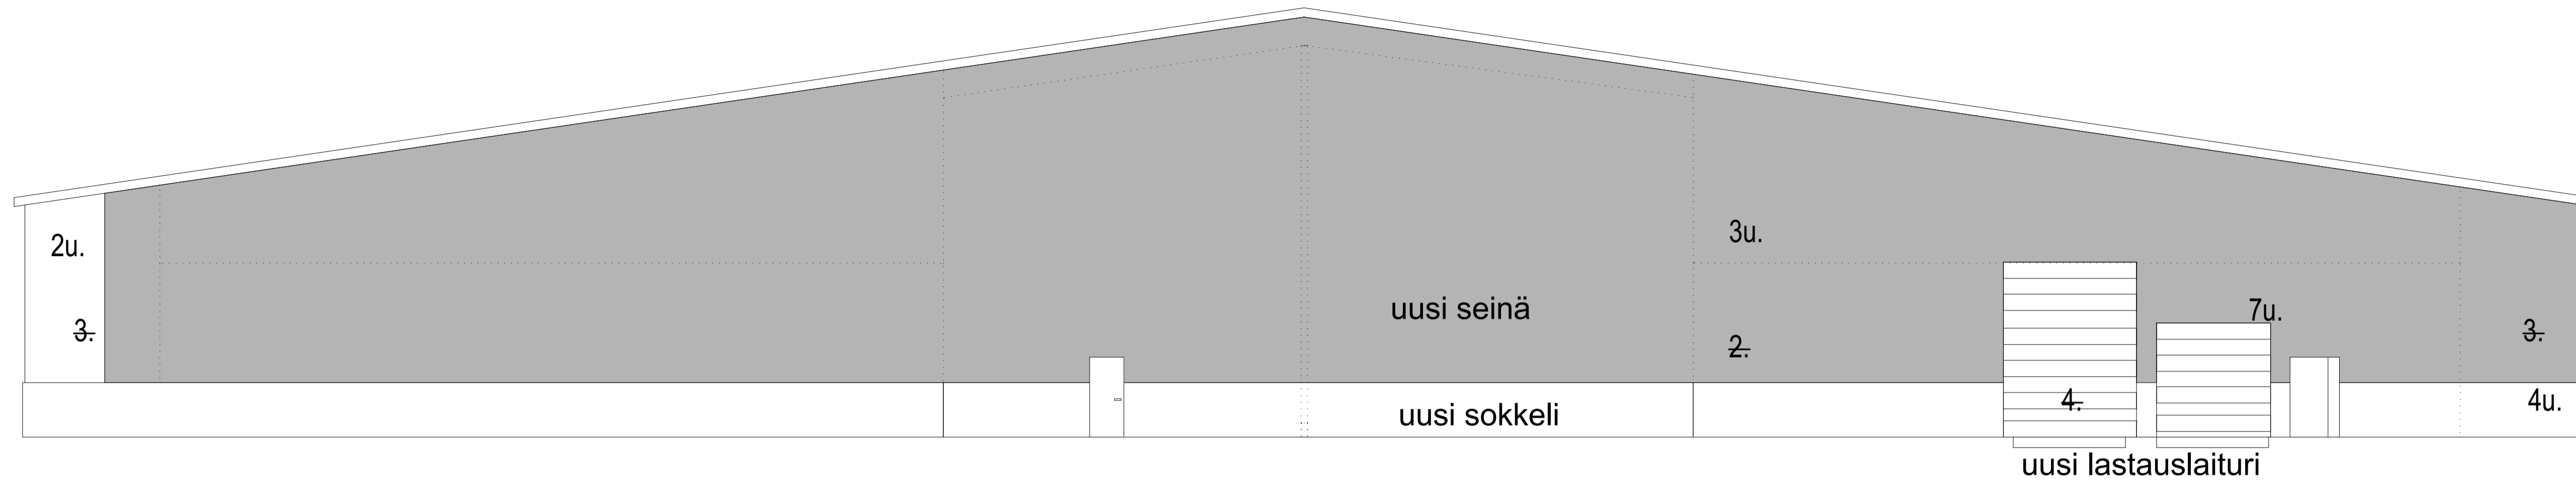 2u.
3u.
uusi seinä
7u.
3.
2.
3.
4.
4u.
uusi sokkeli
uusi lastauslaituri